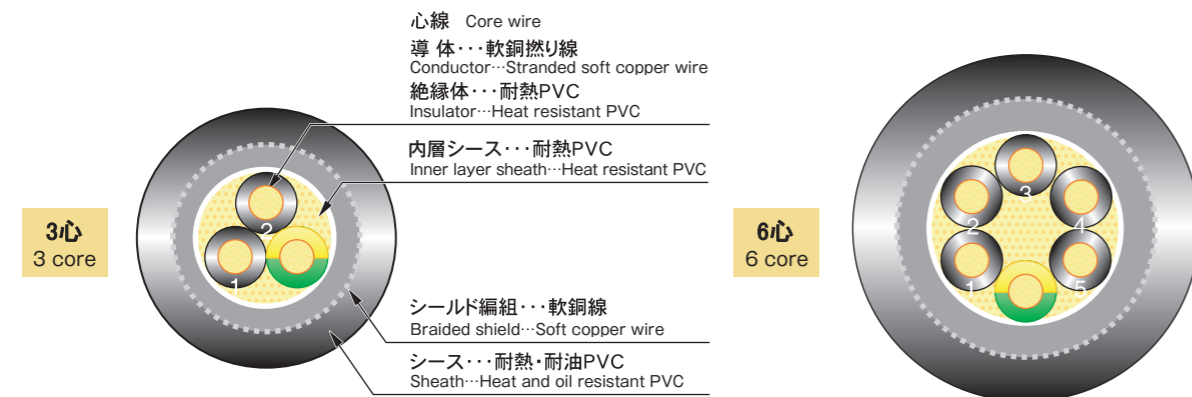 心線 Core wire
導 体･･･軟銅撚り線
Conductor…Stranded soft copper wire
絶縁体･･･耐熱PVC
Insulator…Heat resistant PVC
内層シース･･･耐熱PVC
Inner layer sheath…Heat resistant PVC
3心
3 core
2
1
シールド編組･･･軟銅線
Braided shield…Soft copper wire
シース･･･耐熱･耐油PVC
Sheath…Heat and oil resistant PVC
6心
6 core
3
2
4
1
5